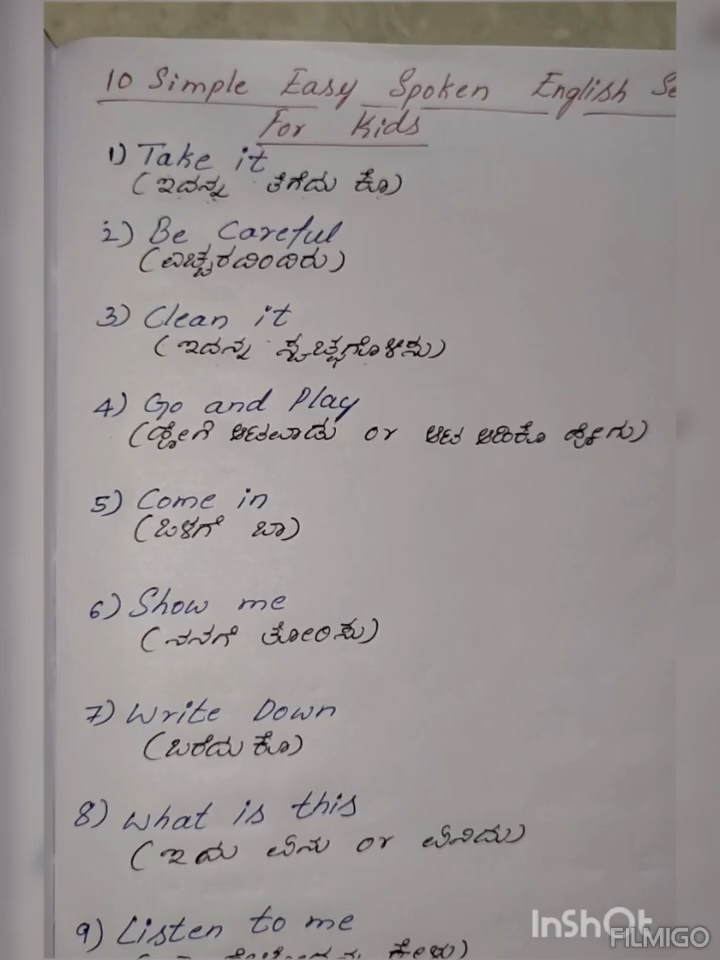 10 Simple Easy Spoken English Se
For Kids
1) Take it
(ಇದನ್ನು ತೆಗೆದು ಕೊ)
2) Be Careful
(ಎಚ್ಚರದಿಂದಿರು)
3) Clean it
(ಇದನ್ನು ಸ್ವಚ್ಛಗೊಳಿಸು)
4) Go and Play
(ಹೋಗಿ ಆಟವಾಡು or ಆಟ ಆಡಿಕೊ ಹೋಗು)
5) Come in
(ಒಳಗೆ ಬಾ)
6) Show me
(ನನಗೆ ತೋರಿಸು)
7) Write Down
(ಬರೆದು ಕೊ)
8) What is this
(ಇದು ಏನು or ಏನಿದು)
9) Listen to me
ಕೇಳು)
InShOt
FILMIGO